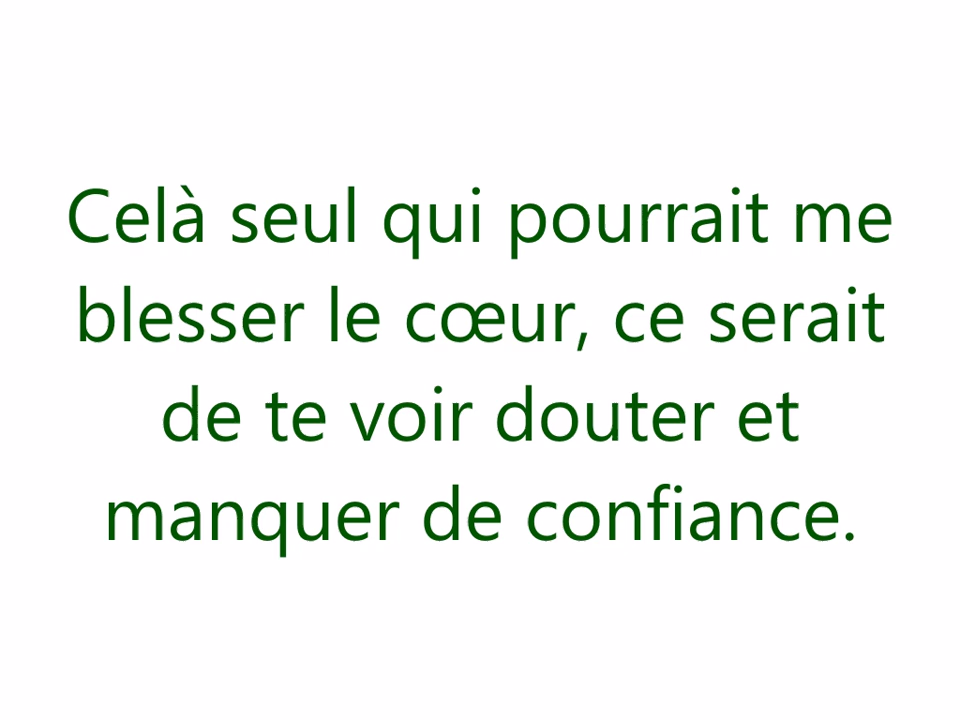 Celà seul qui pourrait me
blesser le cœur, ce serait
de te voir douter et
manquer de confiance.